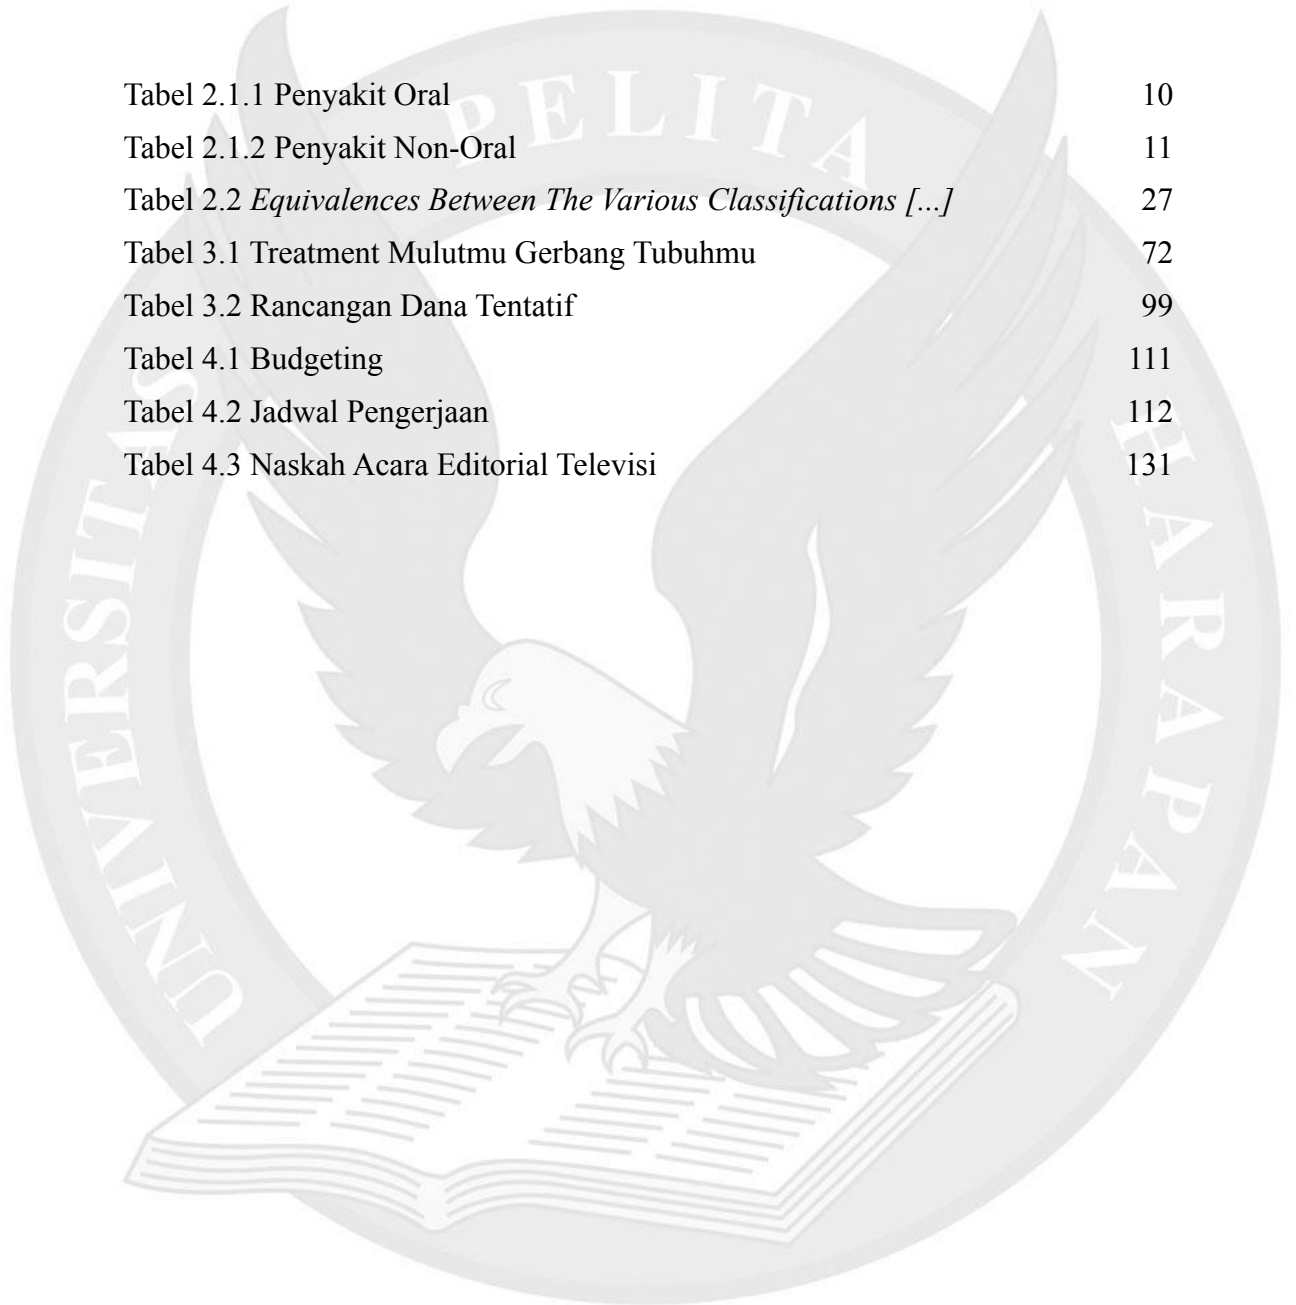 Tabel 2.1.1 Penyakit Oral 10
Tabel 2.1.2 Penyakit Non-Oral 11
Tabel 2.2 Equivalences Between The Various Classifications [...] 27
Tabel 3.1 Treatment Mulutmu Gerbang Tubuhmu 72
Tabel 3.2 Rancangan Dana Tentatif 99
Tabel 4.1 Budgeting 111
Tabel 4.2 Jadwal Pengerjaan 112
Tabel 4.3 Naskah Acara Editorial Televisi 131
UNIVERSITAS PELITA HARAPAN